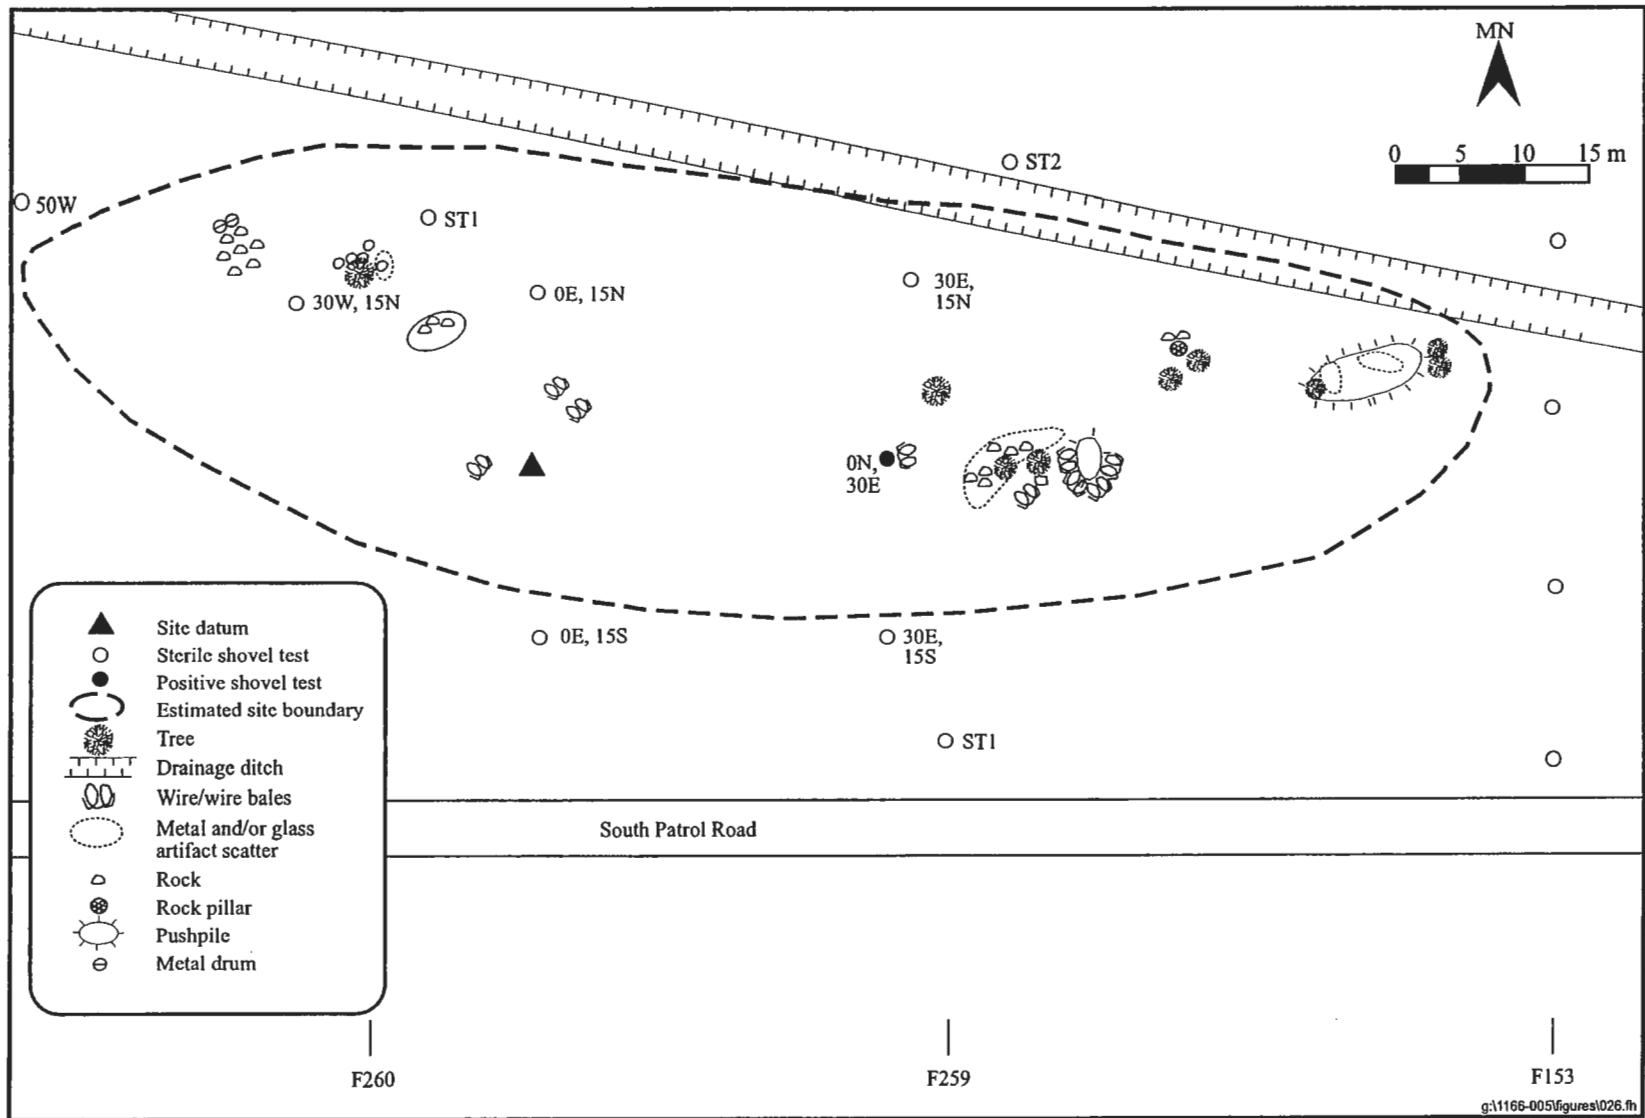 MN
0 5 10 15 m
ST2
50W
ST1
30W, 15N
0E, 15N
30E,
15N
0N,
30E
0E, 15S
30E,
15S
ST1
Site datum
Sterile shovel test
Positive shovel test
Estimated site boundary
Tree
Drainage ditch
Wire/wire bales
Metal and/or glass
artifact scatter
Rock
Rock pillar
Pushpile
Metal drum
South Patrol Road
F260
F259
F153
g:\1166-005\figures\026.fh